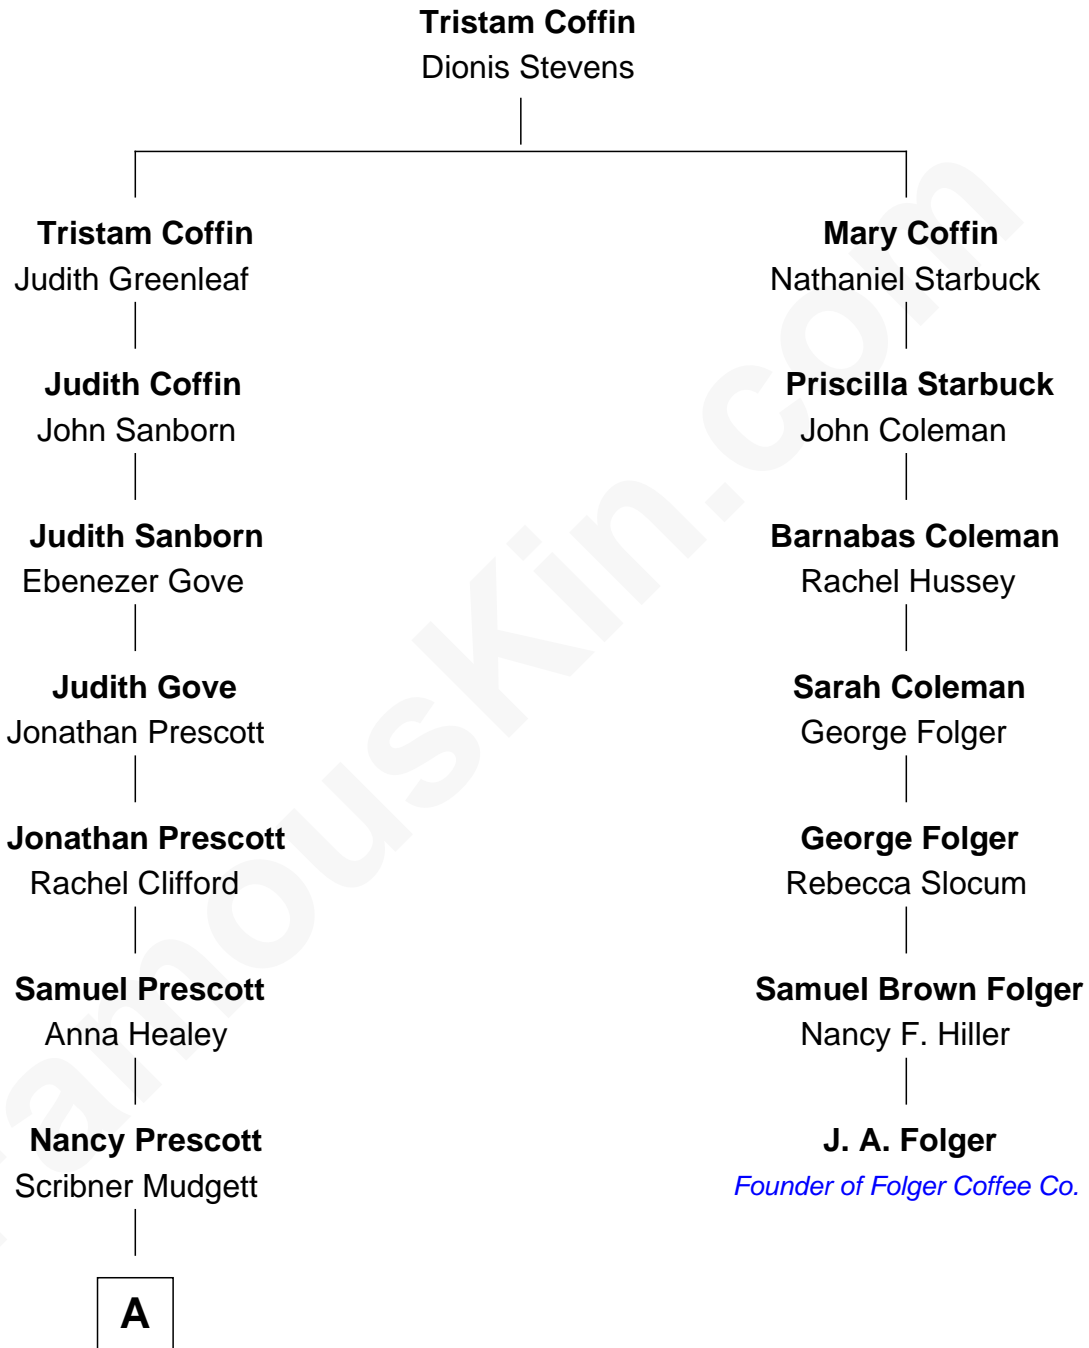 Tristam Coffin
Dionis Stevens
Tristam Coffin
Judith Greenleaf
Mary Coffin
Nathaniel Starbuck
Judith Coffin
John Sanborn
Priscilla Starbuck
John Coleman
Judith Sanborn
Ebenezer Gove
Barnabas Coleman
Rachel Hussey
Judith Gove
Jonathan Prescott
Sarah Coleman
George Folger
Jonathan Prescott
Rachel Clifford
George Folger
Rebecca Slocum
Samuel Prescott
Anna Healey
Samuel Brown Folger
Nancy F. Hiller
Nancy Prescott
Scribner Mudgett
J. A. Folger
Founder of Folger Coffee Co.
A
FamousKin.com